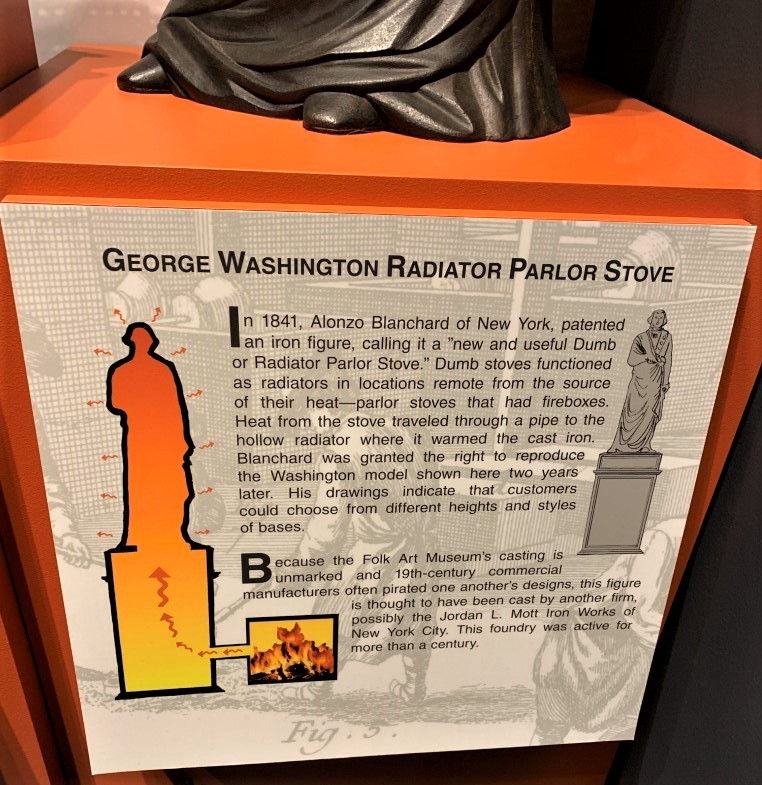 GEORGE WASHINGTON RADIATOR PARLOR STOVE
In 1841, Alonzo Blanchard of New York, patented
an iron figure, calling it a "new and useful Dumb
or Radiator Parlor Stove." Dumb stoves functioned
as radiators in locations remote from the source
of their heat—parlor stoves that had fireboxes.
Heat from the stove traveled through a pipe to the
hollow radiator where it warmed the cast iron.
Blanchard was granted the right to reproduce
the Washington model shown here two years
later. His drawings indicate that customers
could choose from different heights and styles
of bases.
Because the Folk Art Museum's casting is
unmarked and 19th-century commercial
manufacturers often pirated one another's designs, this figure
is thought to have been cast by another firm,
possibly the Jordan L. Mott Iron Works of
New York City. This foundry was active for
more than a century.
Fig. 5.